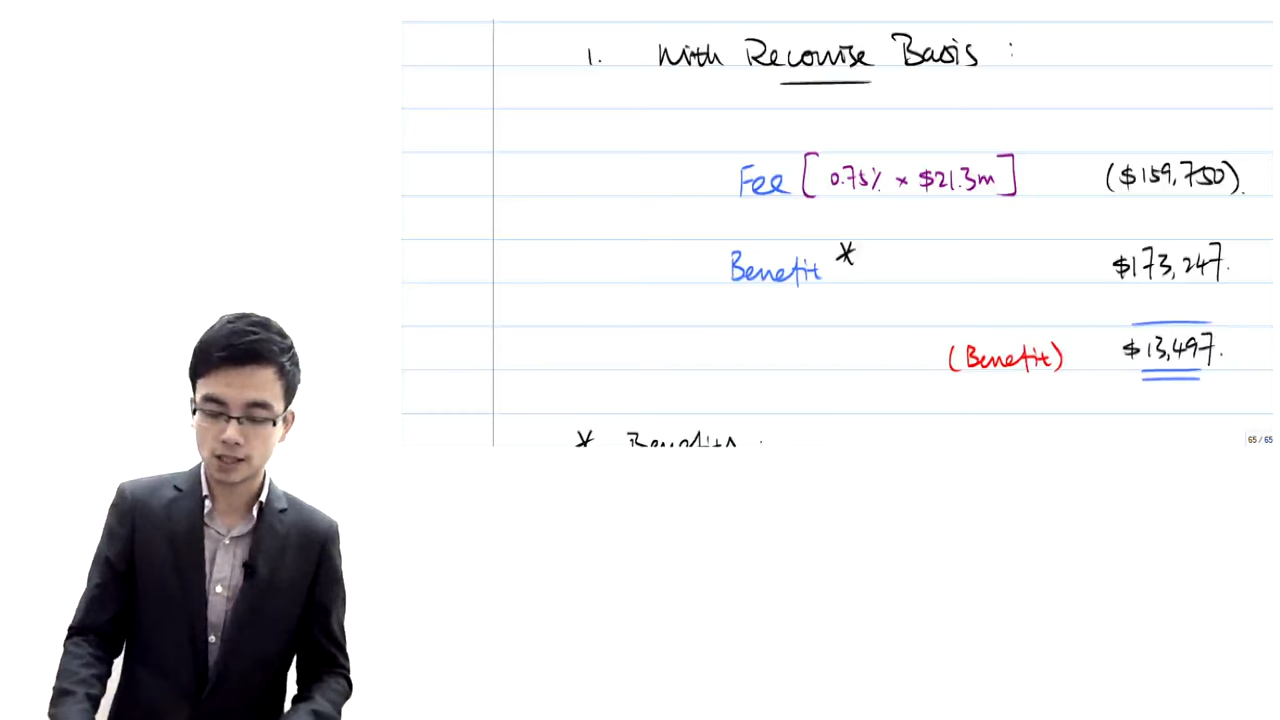 1. With Recourse Basis :
Fee [ 0.75% × $21.3m ] ($159,750).
Benefit * $173,247.
(Benefit) $13,497.
* Benefits :
65 / 65